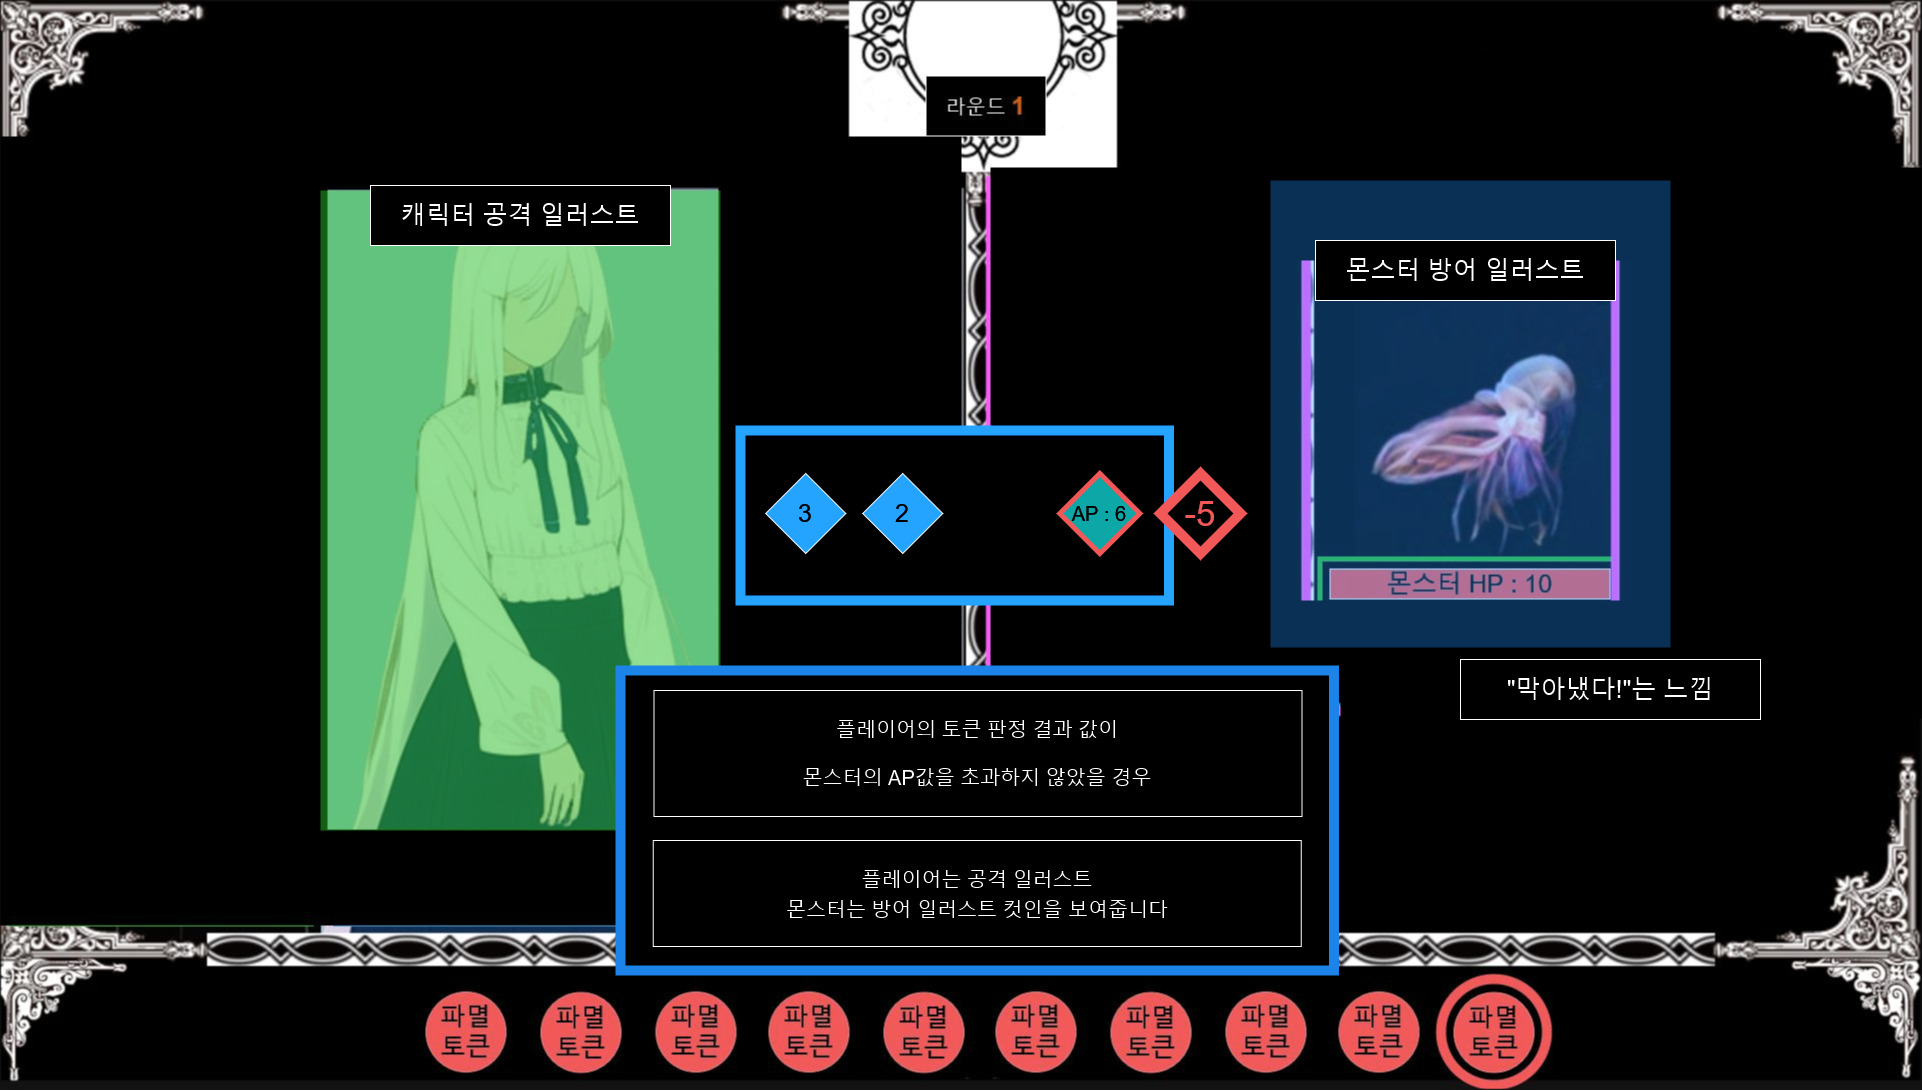 라운드 1
캐릭터 공격 일러스트
몬스터 방어 일러스트
3
2
AP : 6
-5
몬스터 HP : 10
"막아냈다!"는 느낌
플레이어의 토큰 판정 결과 값이
몬스터의 AP값을 초과하지 않았을 경우
플레이어는 공격 일러스트
몬스터는 방어 일러스트 컷인을 보여줍니다
파멸
토큰
파멸
토큰
파멸
토큰
파멸
토큰
파멸
토큰
파멸
토큰
파멸
토큰
파멸
토큰
파멸
토큰
파멸
토큰